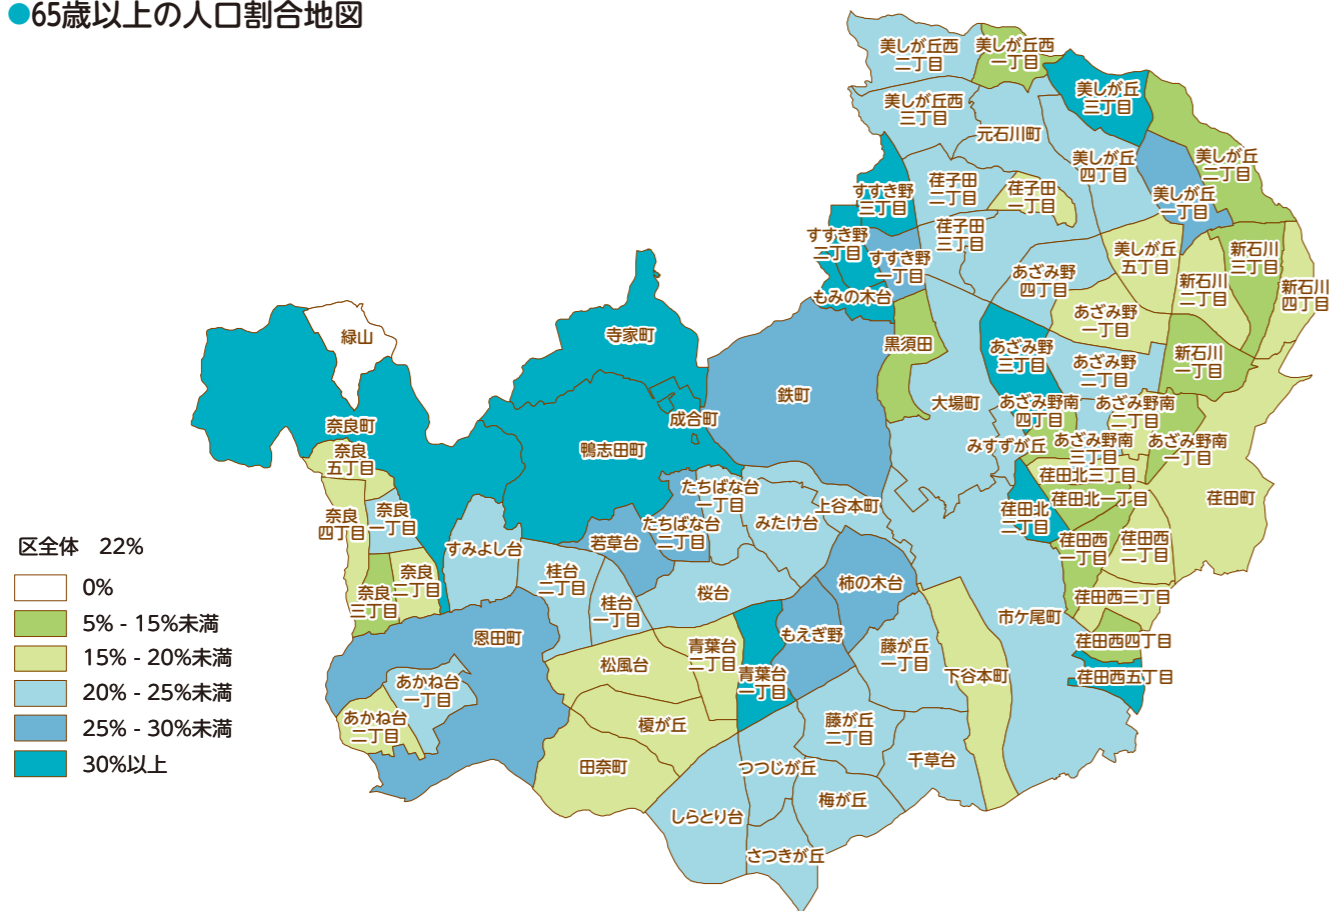 ●65歳以上の人口割合地図
美しが丘西
二丁目
美しが丘西
一丁目
美しが丘
三丁目
美しが丘西
三丁目
元石川町
美しが丘
四丁目
美しが丘
二丁目
美しが丘
一丁目
すすき野
三丁目
荏子田
二丁目
荏子田
一丁目
すすき野
二丁目
すすき野
一丁目
荏子田
三丁目
もみの木台
あざみ野
四丁目
美しが丘
五丁目
新石川
二丁目
新石川
三丁目
新石川
四丁目
あざみ野
一丁目
緑山
寺家町
黒須田
あざみ野
三丁目
あざみ野
二丁目
新石川
一丁目
鉄町
大場町
成合町
鴨志田町
奈良町
あざみ野南
四丁目
あざみ野南
二丁目
みすずが丘
あざみ野南
三丁目
あざみ野南
一丁目
奈良
五丁目
荏田北三丁目
荏田北一丁目
荏田町
たちばな台
一丁目
上谷本町
みたけ台
荏田北
二丁目
奈良
四丁目
奈良
一丁目
たちばな台
二丁目
若草台
すみよし台
荏田西
一丁目
荏田西
二丁目
奈良
三丁目
奈良
二丁目
桂台
二丁目
桂台
一丁目
桜台
柿の木台
荏田西三丁目
市ケ尾町
恩田町
もえぎ野
荏田西四丁目
青葉台
二丁目
藤が丘
一丁目
松風台
青葉台
一丁目
下谷本町
荏田西五丁目
あかね台
一丁目
あかね台
二丁目
榎が丘
藤が丘
二丁目
田奈町
つつじが丘
千草台
梅が丘
しらとり台
さつきが丘
区全体 22%
0%
5% - 15%未満
15% - 20%未満
20% - 25%未満
25% - 30%未満
30%以上